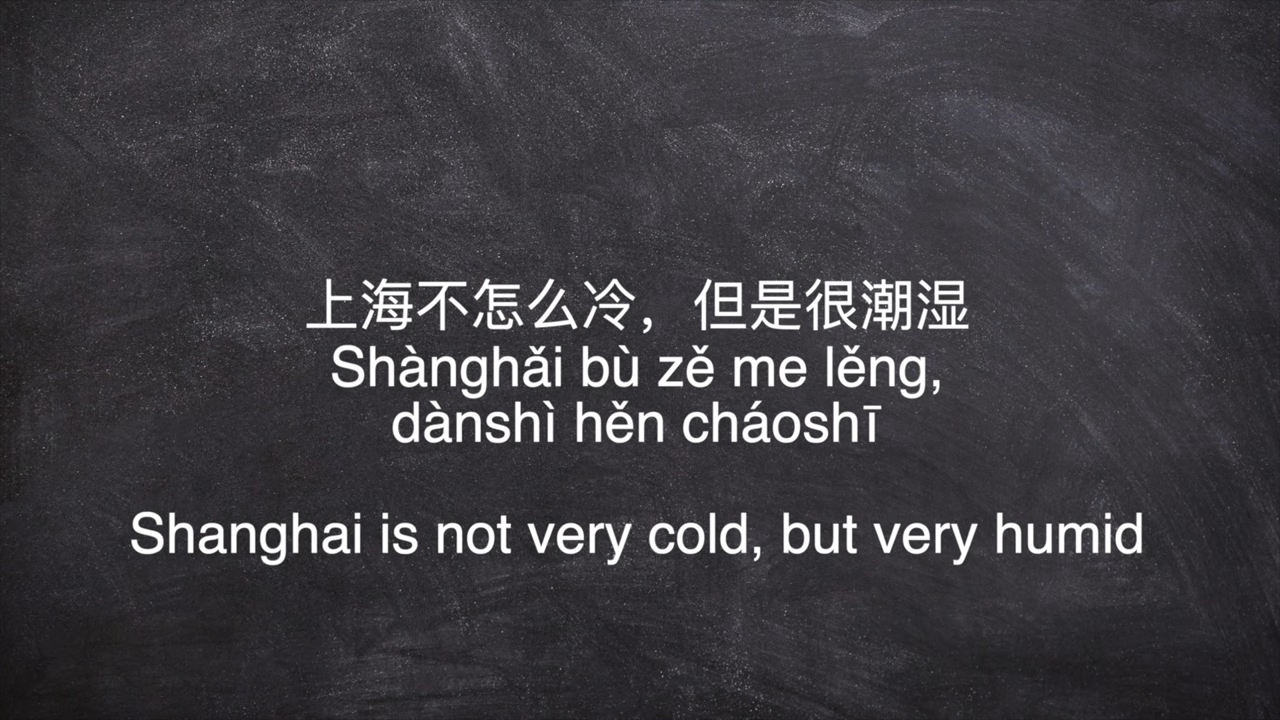 上海不怎么冷，但是很潮湿
Shànghǎi bù zě me lěng,
dànshì hěn cháoshī
Shanghai is not very cold, but very humid